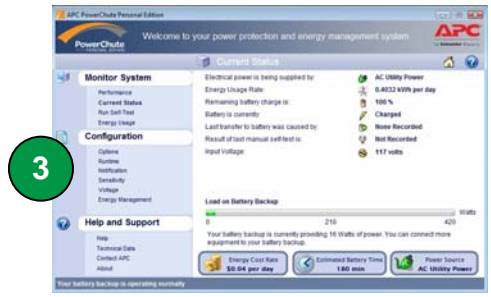 APC PowerChute Personal Edition
PowerChute
PERSONAL EDITION
Welcome to your power protection and energy management system
APC
by Schneider Electric
Current Status
Monitor System
Performance
Current Status
Run Self-Test
Energy Usage
Configuration
Options
Runtime
Notification
Sensitivity
Voltage
Energy Management
Help and Support
Help
Technical Data
Contact APC
About
3
Electrical power is being supplied by: AC Utility Power
Energy Usage Rate: 0.4032 kWh per day
Remaining battery charge is: 100 %
Battery is currently: Charged
Last transfer to battery was caused by: None Recorded
Result of last manual self-test is: Not Recorded
Input Voltage: 117 volts
Load on Battery Backup
Watts
0 210 420
Your battery backup is currently providing 16 Watts of power. You can connect more
equipment to your battery backup.
Energy Cost Rate
$0.04 per day
Estimated Battery Time
180 min
Power Source
AC Utility Power
Your battery backup is operating normally